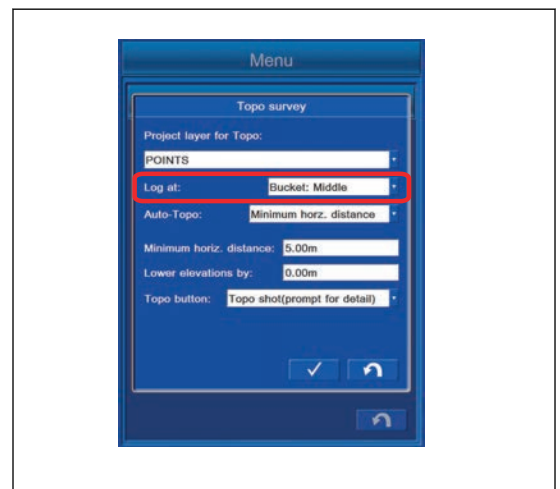 Menu
Topo survey
Project layer for Topo:
POINTS
Log at: Bucket: Middle
Auto-Topo: Minimum horz. distance
Minimum horiz. distance: 5.00m
Lower elevations by: 0.00m
Topo button: Topo shot(prompt for detail)